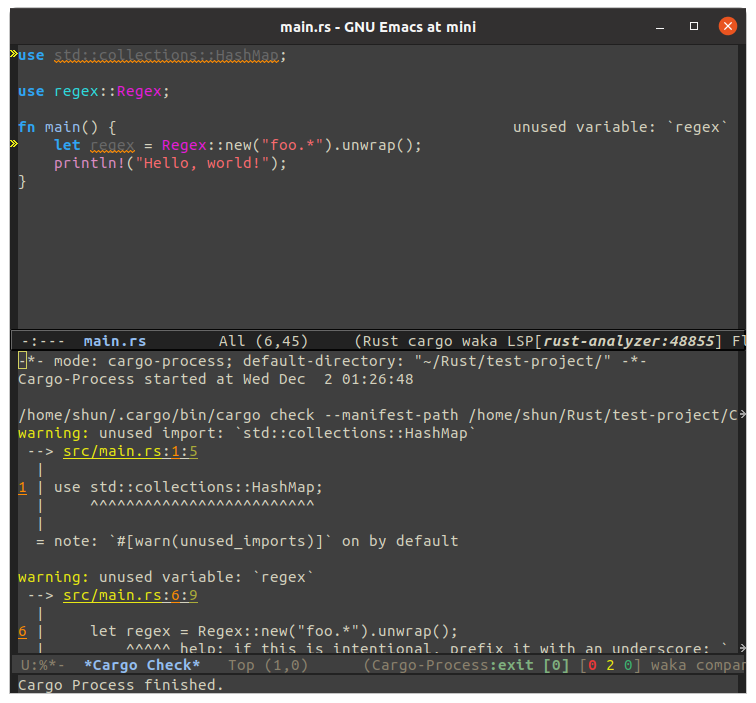 main.rs - GNU Emacs at mini
use std::collections::HashMap;
use regex::Regex;
fn main() { unused variable: `regex`
let regex = Regex::new("foo.*").unwrap();
println!("Hello, world!");
}
-:--- main.rs All (6,45) (Rust cargo waka LSP[rust-analyzer:48855] Fl
-*- mode: cargo-process; default-directory: "~/Rust/test-project/" -*-
Cargo-Process started at Wed Dec  2 01:26:48
/home/shun/.cargo/bin/cargo check --manifest-path /home/shun/Rust/test-project/C
warning: unused import: `std::collections::HashMap`
--> src/main.rs:1:5
|
1 | use std::collections::HashMap;
| ^^^^^^^^^^^^^^^^^^^^^^^^^
|
= note: `#[warn(unused_imports)]` on by default
warning: unused variable: `regex`
--> src/main.rs:6:9
|
6 | let regex = Regex::new("foo.*").unwrap();
| ^^^^^ help: if this is intentional, prefix it with an underscore: `
U:%*- *Cargo Check* Top (1,0) (Cargo-Process:exit [0] [0 2 0] waka compan
Cargo Process finished.